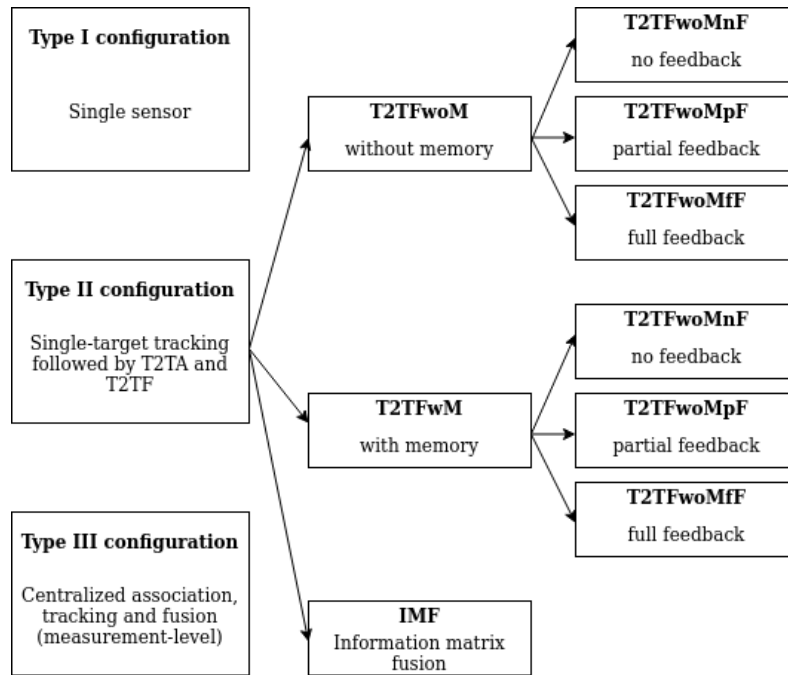 Type I configuration
Single sensor
Type II configuration
Single-target tracking
followed by T2TA and
T2TF
Type III configuration
Centralized association,
tracking and fusion
(measurement-level)
T2TFwoM
without memory
T2TFwM
with memory
IMF
Information matrix
fusion
T2TFwoMnF
no feedback
T2TFwoMpF
partial feedback
T2TFwoMfF
full feedback
T2TFwoMnF
no feedback
T2TFwoMpF
partial feedback
T2TFwoMfF
full feedback